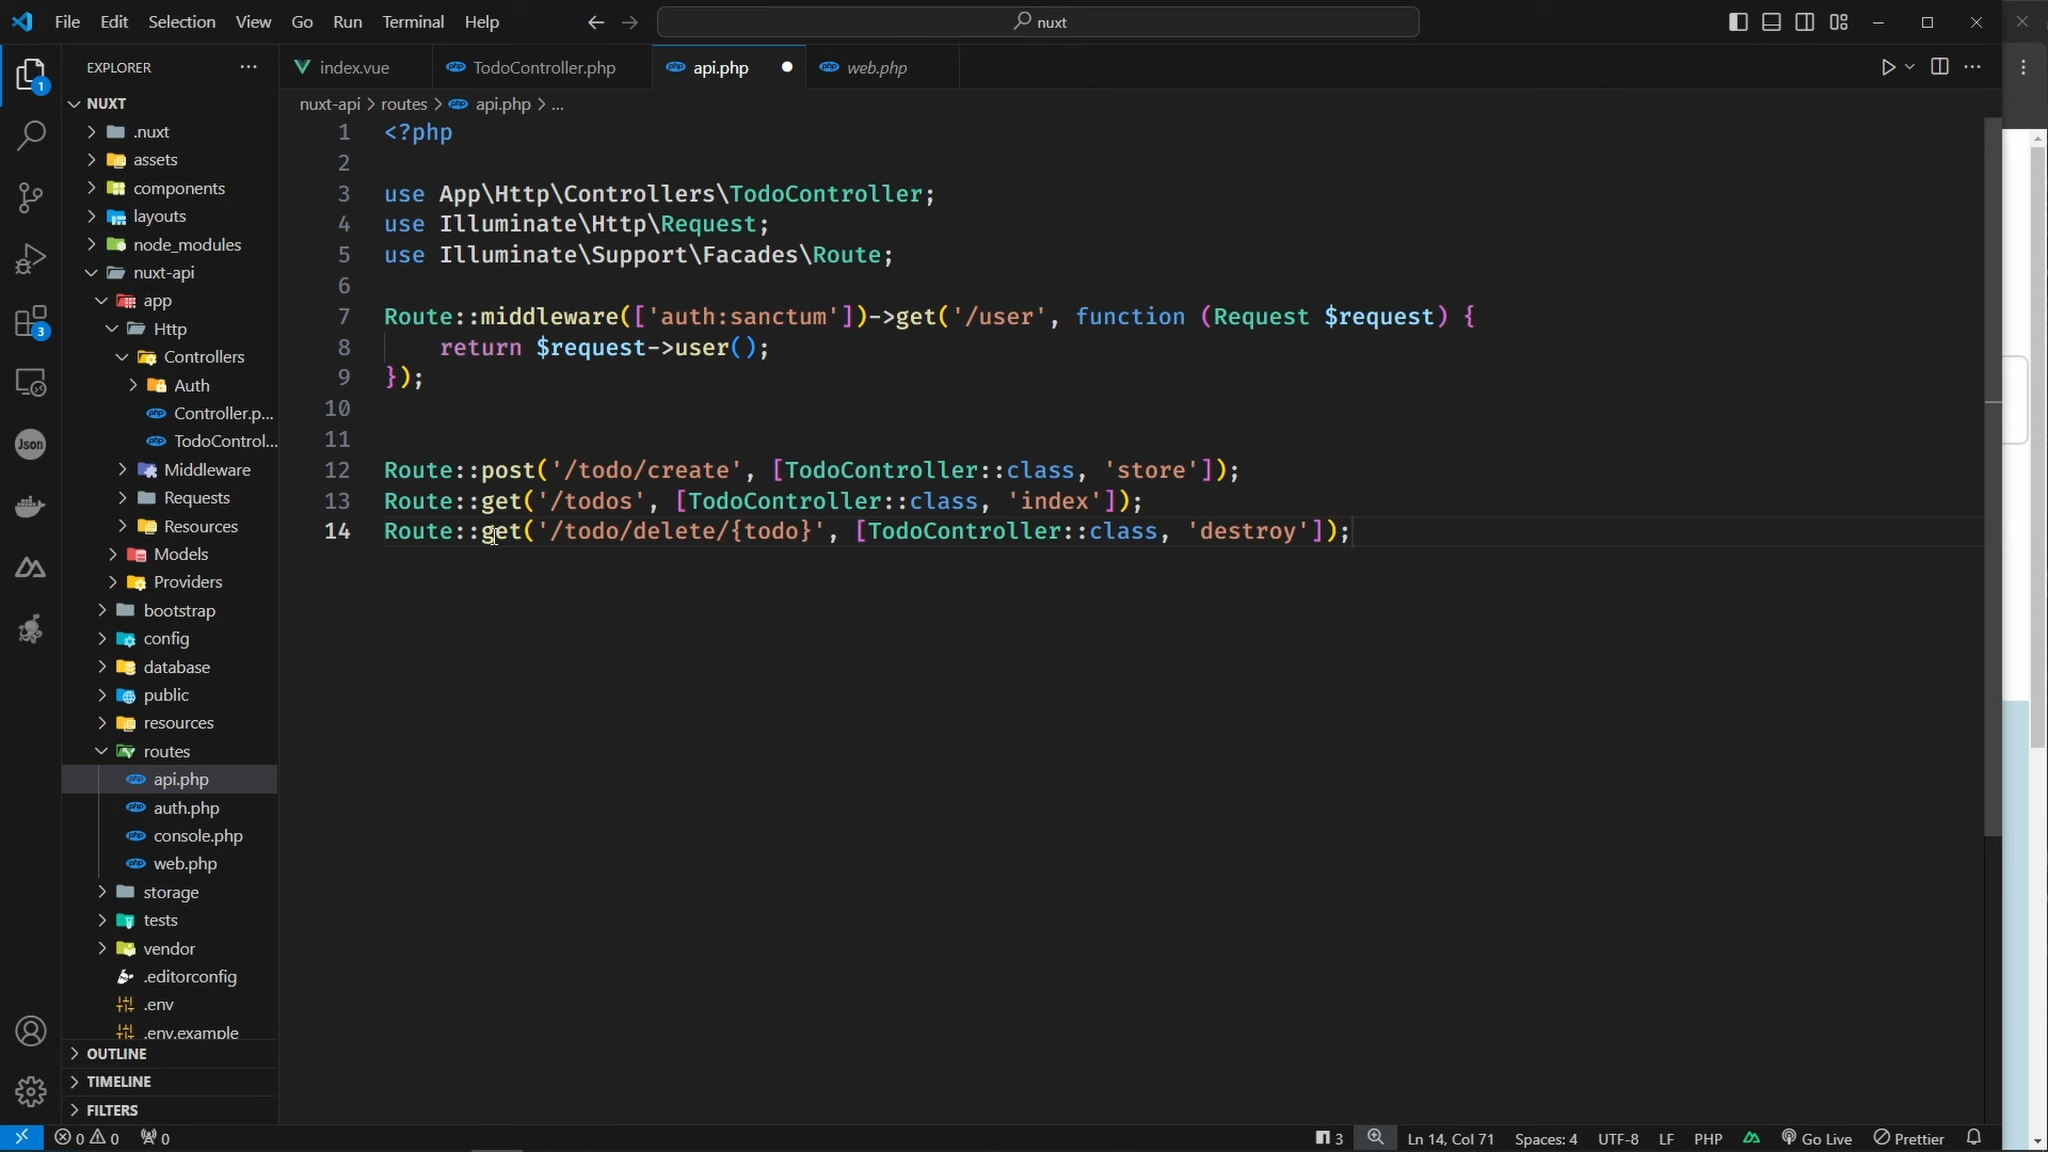 File Edit Selection View Go Run Terminal Help
nuxt
EXPLORER
index.vue
TodoController.php
api.php
web.php
nuxt-api > routes > api.php > ...
NUXT
.nuxt
assets
components
layouts
node_modules
nuxt-api
app
Http
Controllers
Auth
Controller.p...
TodoControl...
Middleware
Requests
Resources
Models
Providers
bootstrap
config
database
public
resources
routes
api.php
auth.php
console.php
web.php
storage
tests
vendor
.editorconfig
.env
.env.example
OUTLINE
TIMELINE
FILTERS
1
3
Json
1 <?php
2
3 use App\Http\Controllers\TodoController;
4 use Illuminate\Http\Request;
5 use Illuminate\Support\Facades\Route;
6
7 Route::middleware(['auth:sanctum'])->get('/user', function (Request $request) {
8 return $request->user();
9 });
10
11
12 Route::post('/todo/create', [TodoController::class, 'store']);
13 Route::get('/todos', [TodoController::class, 'index']);
14 Route::get('/todo/delete/{todo}', [TodoController::class, 'destroy']);
0 0 0
3 Ln 14, Col 71 Spaces: 4 UTF-8 LF PHP Go Live Prettier